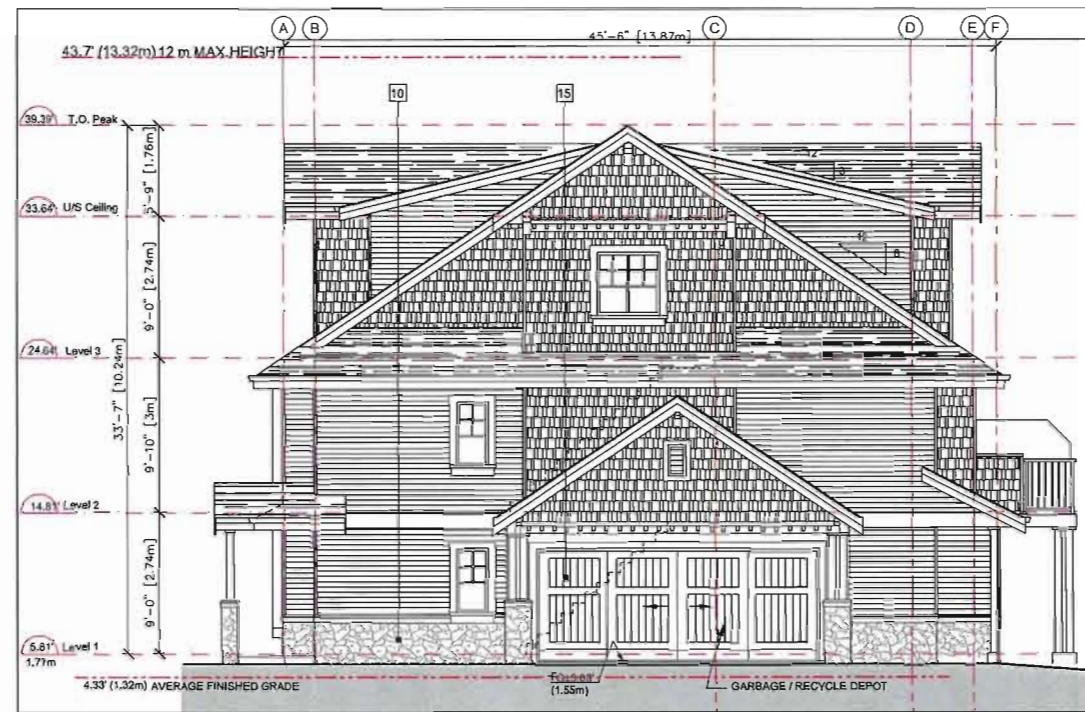 A B C D E F
45'-6" [13.87m]
43.7' (13.32m) 12 m MAX.HEIGHT
10 15
39.39' T.O. Peak
5'-9" [1.76m]
12
33.64' U/S Ceiling
12
9'-0" [2.74m]
24.64' Level 3
33'-7" [10.24m]
9'-10" [3m]
14.81' Level 2
9'-0" [2.74m]
5.81' Level 1
1.77m
4.33' (1.32m) AVERAGE FINISHED GRADE
(1.55m)
GARBAGE / RECYCLE DEPOT